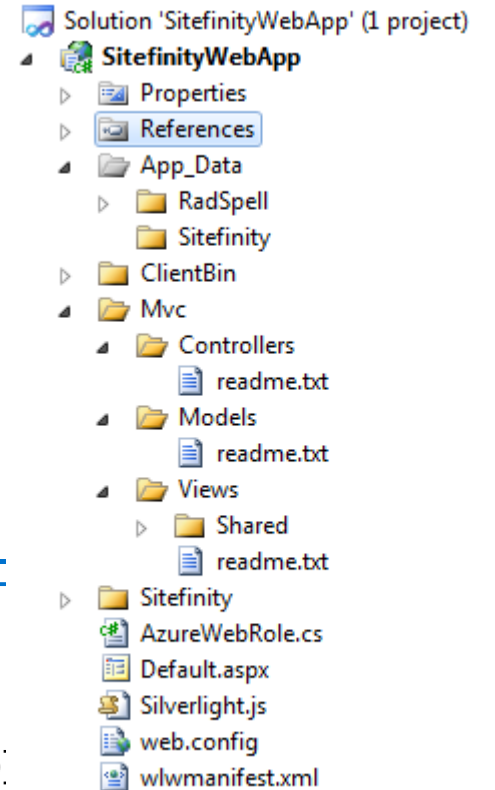 Solution 'SitefinityWebApp' (1 project)
SitefinityWebApp
Properties
References
App_Data
RadSpell
Sitefinity
ClientBin
Mvc
Controllers
readme.txt
Models
readme.txt
Views
Shared
readme.txt
Sitefinity
AzureWebRole.cs
Default.aspx
Silverlight.js
web.config
wlwmanifest.xml